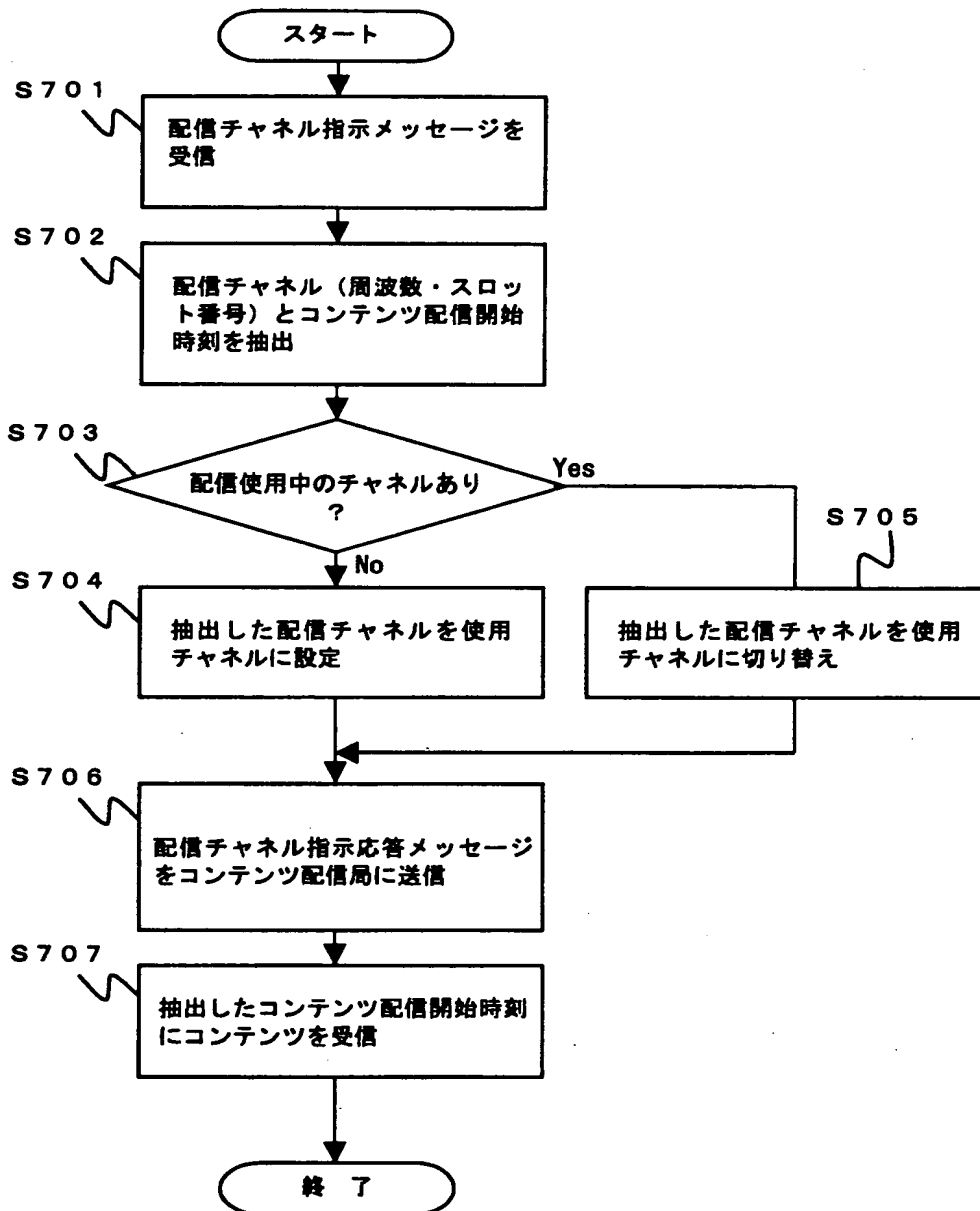 スタート
S701
配信チャネル指示メッセージを
受信
S702
配信チャネル（周波数・スロッ
ト番号）とコンテンツ配信開始
時刻を抽出
S703
配信使用中のチャネルあり
?
Yes
No
S704
抽出した配信チャネルを使用
チャネルに設定
S705
抽出した配信チャネルを使用
チャネルに切り替え
S706
配信チャネル指示応答メッセージ
をコンテンツ配信局に送信
S707
抽出したコンテンツ配信開始時刻
にコンテンツを受信
終 了